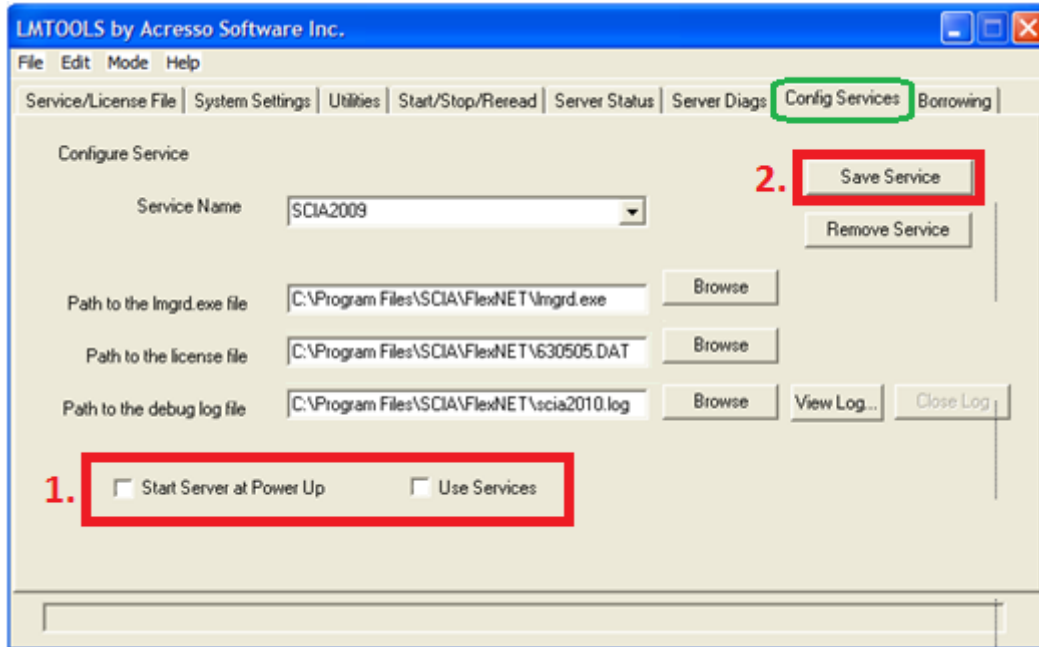 LMTOOLS by Acresso Software Inc.
File Edit Mode Help
Service/License File System Settings Utilities Start/Stop/Reread Server Status Server Diags Config Services Borrowing
Configure Service
2. Save Service
Service Name SCIA2009
Remove Service
Path to the lmgrd.exe file C:\Program Files\SCIA\FlexNET\lmgrd.exe Browse
Path to the license file C:\Program Files\SCIA\FlexNET\630505.DAT Browse
Path to the debug log file C:\Program Files\SCIA\FlexNET\scia2010.log Browse View Log... Close Log
1. Start Server at Power Up Use Services